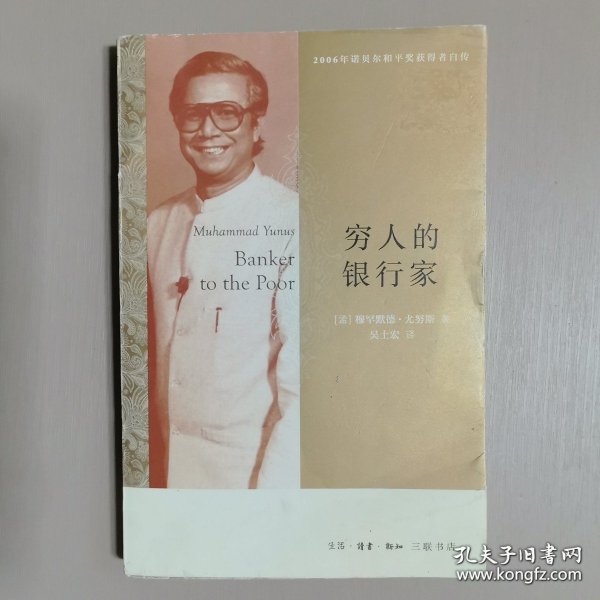 2006年诺贝尔和平奖获得者自传
Muhammad Yunus
Banker
to the Poor
穷人的
银行家
[孟] 穆罕默德·尤努斯 著
吴士宏 译
生活·讀書·新知 三联书店
孔夫子旧书网
www.kongfz.com